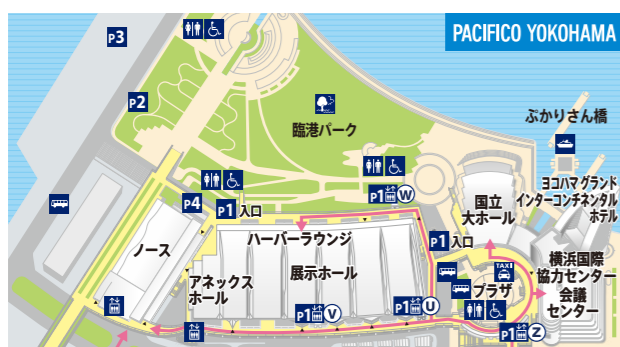 PACIFICO YOKOHAMA
P3
P2
臨港パーク
ぷかりさん橋
P1 W
ヨコハマ グランド
インターコンチネンタル
ホテル
国立
大ホール
P4
P1 入口
P1 入口
ノース
ハーバーラウンジ
展示ホール
アネックス
ホール
TAXI
プラザ
横浜国際
協力センター
会議
センター
P1 U
P1 V
P1 Z